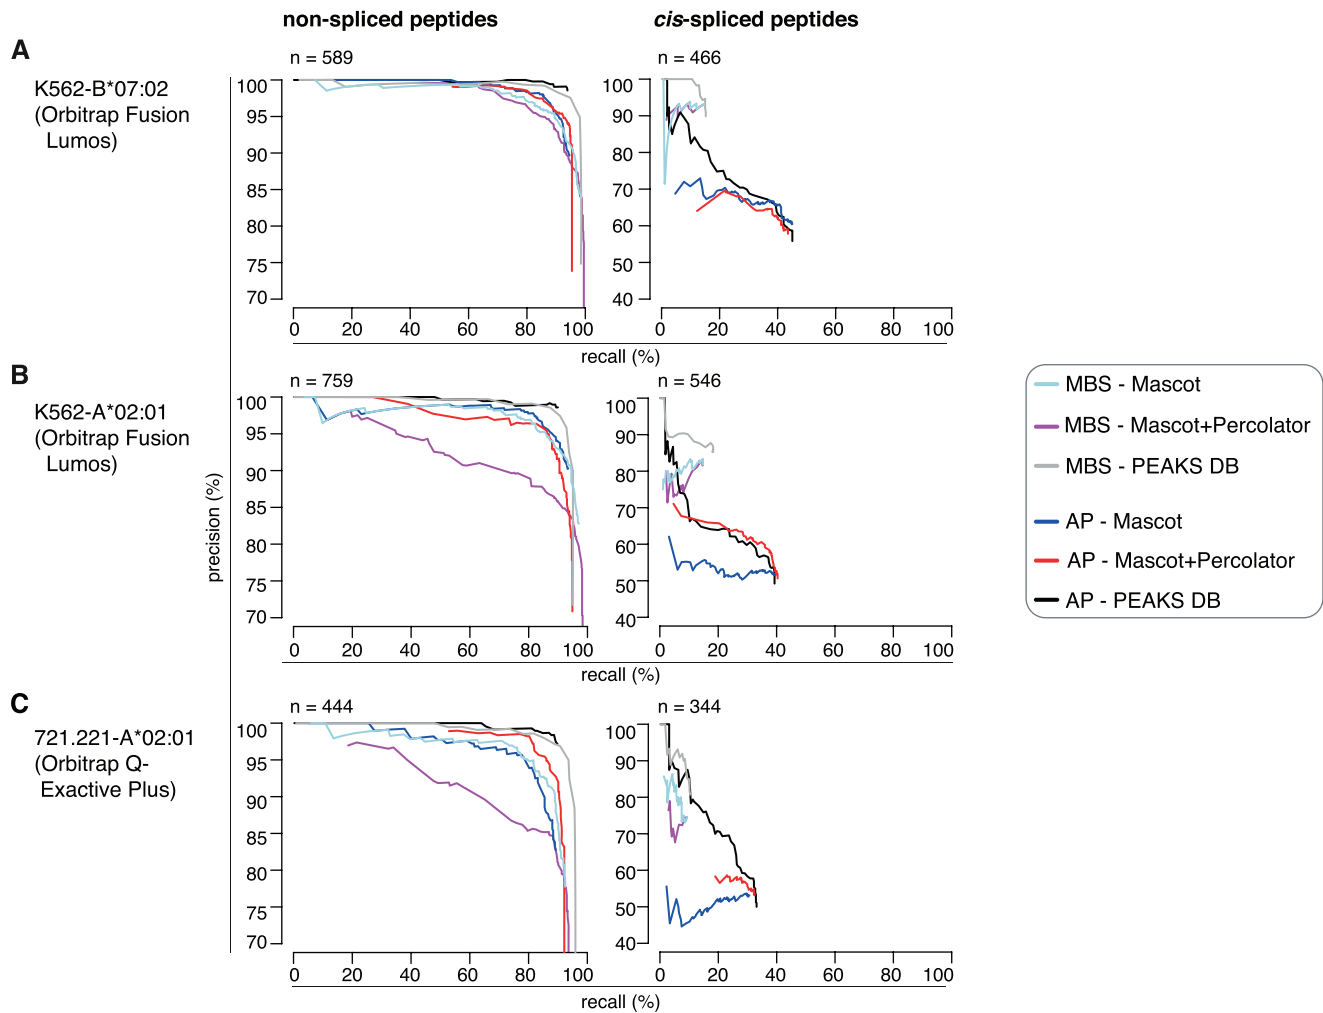 non-spliced peptides
cis-spliced peptides
A
K562-B*07:02
(Orbitrap Fusion
Lumos)
n = 589
100
95
90
85
80
75
70
0 20 40 60 80 100
n = 466
100
90
80
70
60
50
40
0 20 40 60 80 100
recall (%)
B
K562-A*02:01
(Orbitrap Fusion
Lumos)
precision (%)
n = 759
100
95
90
85
80
75
70
0 20 40 60 80 100
n = 546
100
90
80
70
60
50
40
0 20 40 60 80 100
recall (%)
C
721.221-A*02:01
(Orbitrap Q-
Exactive Plus)
n = 444
100
95
90
85
80
75
70
0 20 40 60 80 100
n = 344
100
90
80
70
60
50
40
0 20 40 60 80 100
recall (%)
MBS - Mascot
MBS - Mascot+Percolator
MBS - PEAKS DB
AP - Mascot
AP - Mascot+Percolator
AP - PEAKS DB